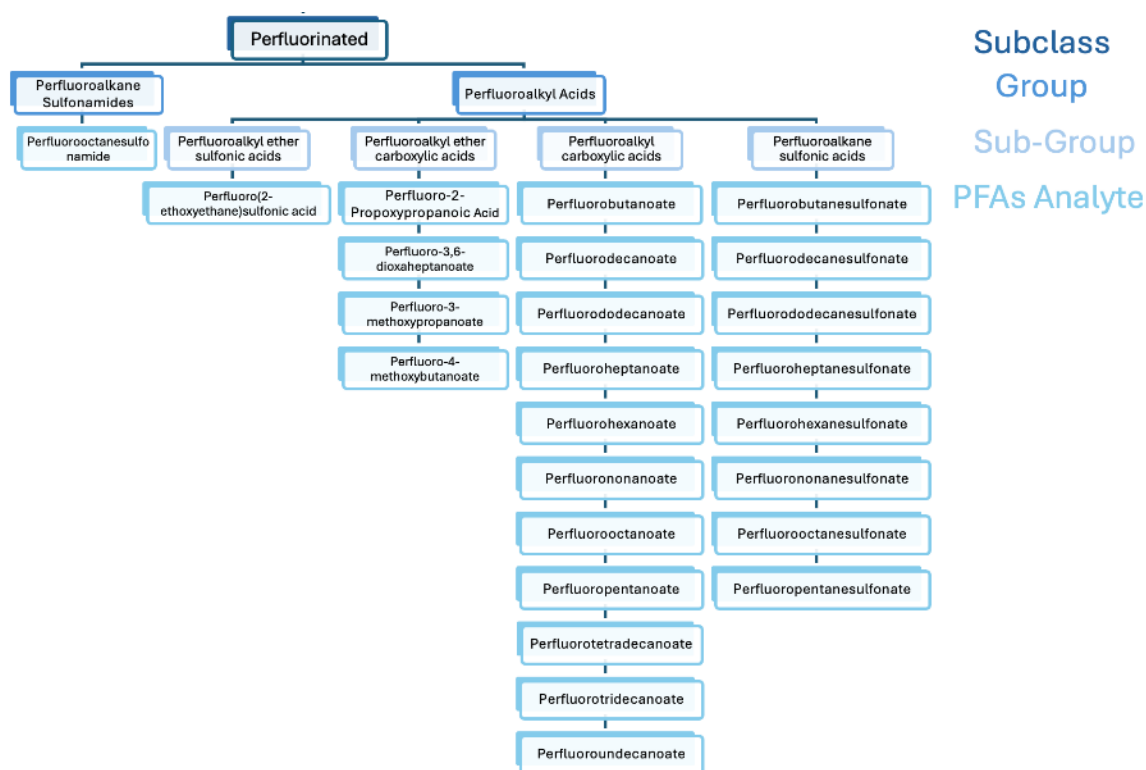 Perfluorinated
Subclass
Group
Sub-Group
PFAs Analyte
Perfluoroalkane
Sulfonamides
Perfluoroalkyl Acids
Perfluorooctanesulfo
namide
Perfluoroalkyl ether
sulfonic acids
Perfluoroalkyl ether
carboxylic acids
Perfluoroalkyl
carboxylic acids
Perfluoroalkane
sulfonic acids
Perfluoro(2-
ethoxyethane)sulfonic acid
Perfluoro-2-
Propoxypropanoic Acid
Perfluoro-3,6-
dioxaheptanoate
Perfluoro-3-
methoxypropanoate
Perfluoro-4-
methoxybutanoate
Perfluorobutanoate
Perfluorodecanoate
Perfluorododecanoate
Perfluoroheptanoate
Perfluorohexanoate
Perfluorononanoate
Perfluorooctanoate
Perfluoropentanoate
Perfluorotetradecanoate
Perfluorotridecanoate
Perfluoroundecanoate
Perfluorobutanesulfonate
Perfluorodecanesulfonate
Perfluorododecanesulfonate
Perfluoroheptanesulfonate
Perfluorohexanesulfonate
Perfluorononanesulfonate
Perfluorooctanesulfonate
Perfluoropentanesulfonate